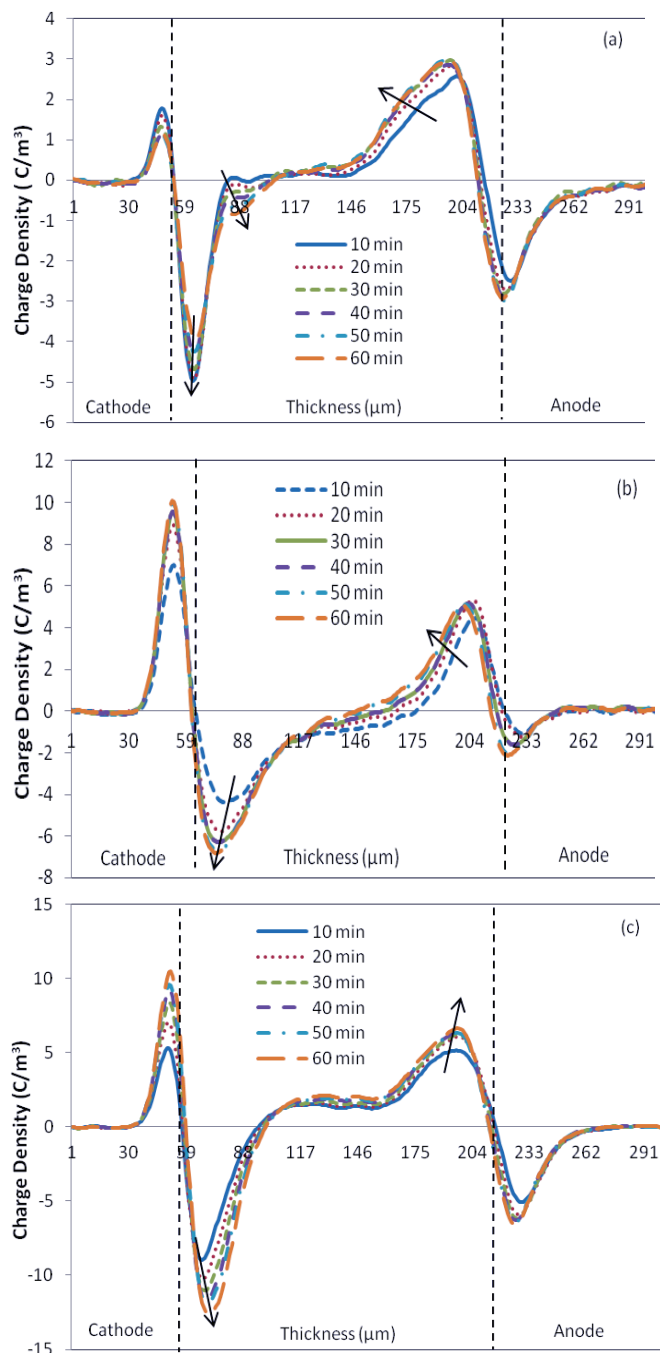 (a)
Charge Density ( C/m³)
4
3
2
1
0
-1
-2
-3
-4
-5
-6
1 30 59 88 117 146 175 204 233 262 291
10 min
20 min
30 min
40 min
50 min
60 min
Cathode Thickness (µm) Anode
(b)
Charge Density (C/m³)
12
10
8
6
4
2
0
-2
-4
-6
-8
1 30 59 88 117 146 175 204 233 262 291
10 min
20 min
30 min
40 min
50 min
60 min
Cathode Thickness (µm) Anode
(c)
Charge Density (C/m³)
15
10
5
0
-5
-10
-15
1 30 59 88 117 146 175 204 233 262 291
10 min
20 min
30 min
40 min
50 min
60 min
Cathode Thickness (µm) Anode